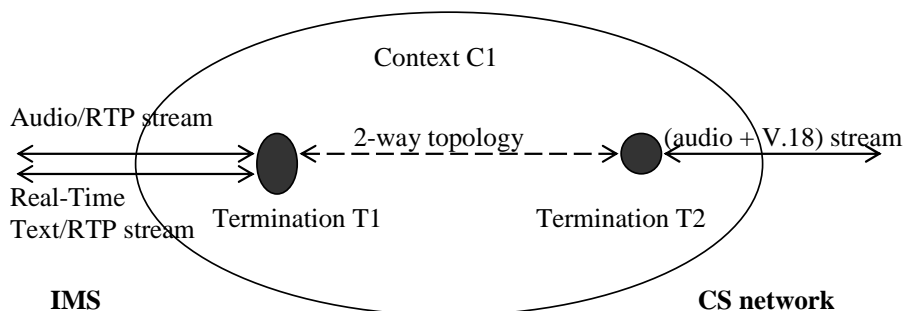 Context C1
Audio/RTP stream
2-way topology
(audio + V.18) stream
Real-Time
Text/RTP stream
Termination T1
Termination T2
IMS
CS network